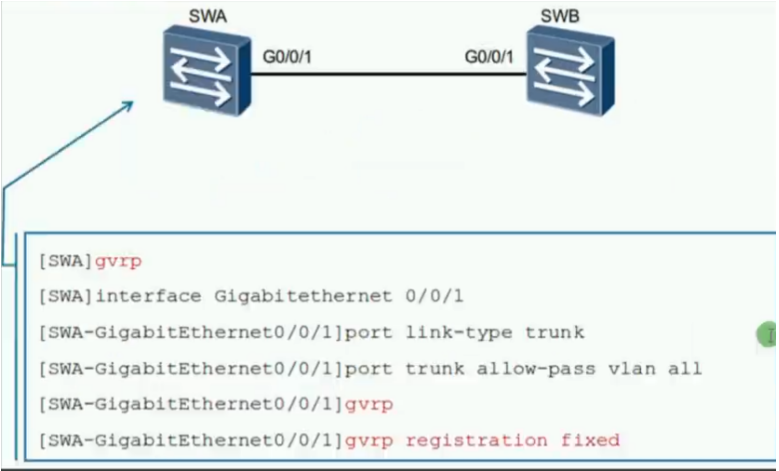 SWA SWB
G0/0/1 G0/0/1
[SWA]gvrp
[SWA]interface Gigabitethernet 0/0/1
[SWA-GigabitEthernet0/0/1]port link-type trunk
[SWA-GigabitEthernet0/0/1]port trunk allow-pass vlan all
[SWA-GigabitEthernet0/0/1]gvrp
[SWA-GigabitEthernet0/0/1]gvrp registration fixed